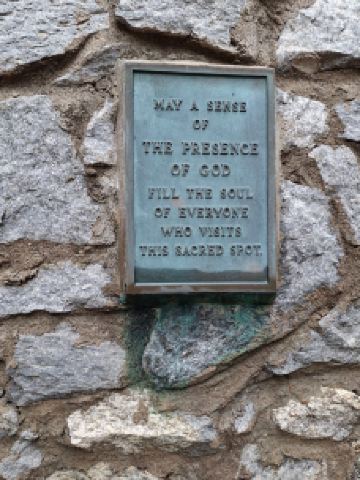 MAY A SENSE
OF
THE PRESENCE
OF GOD
FILL THE SOUL
OF EVERYONE
WHO VISITS
THIS SACRED SPOT.